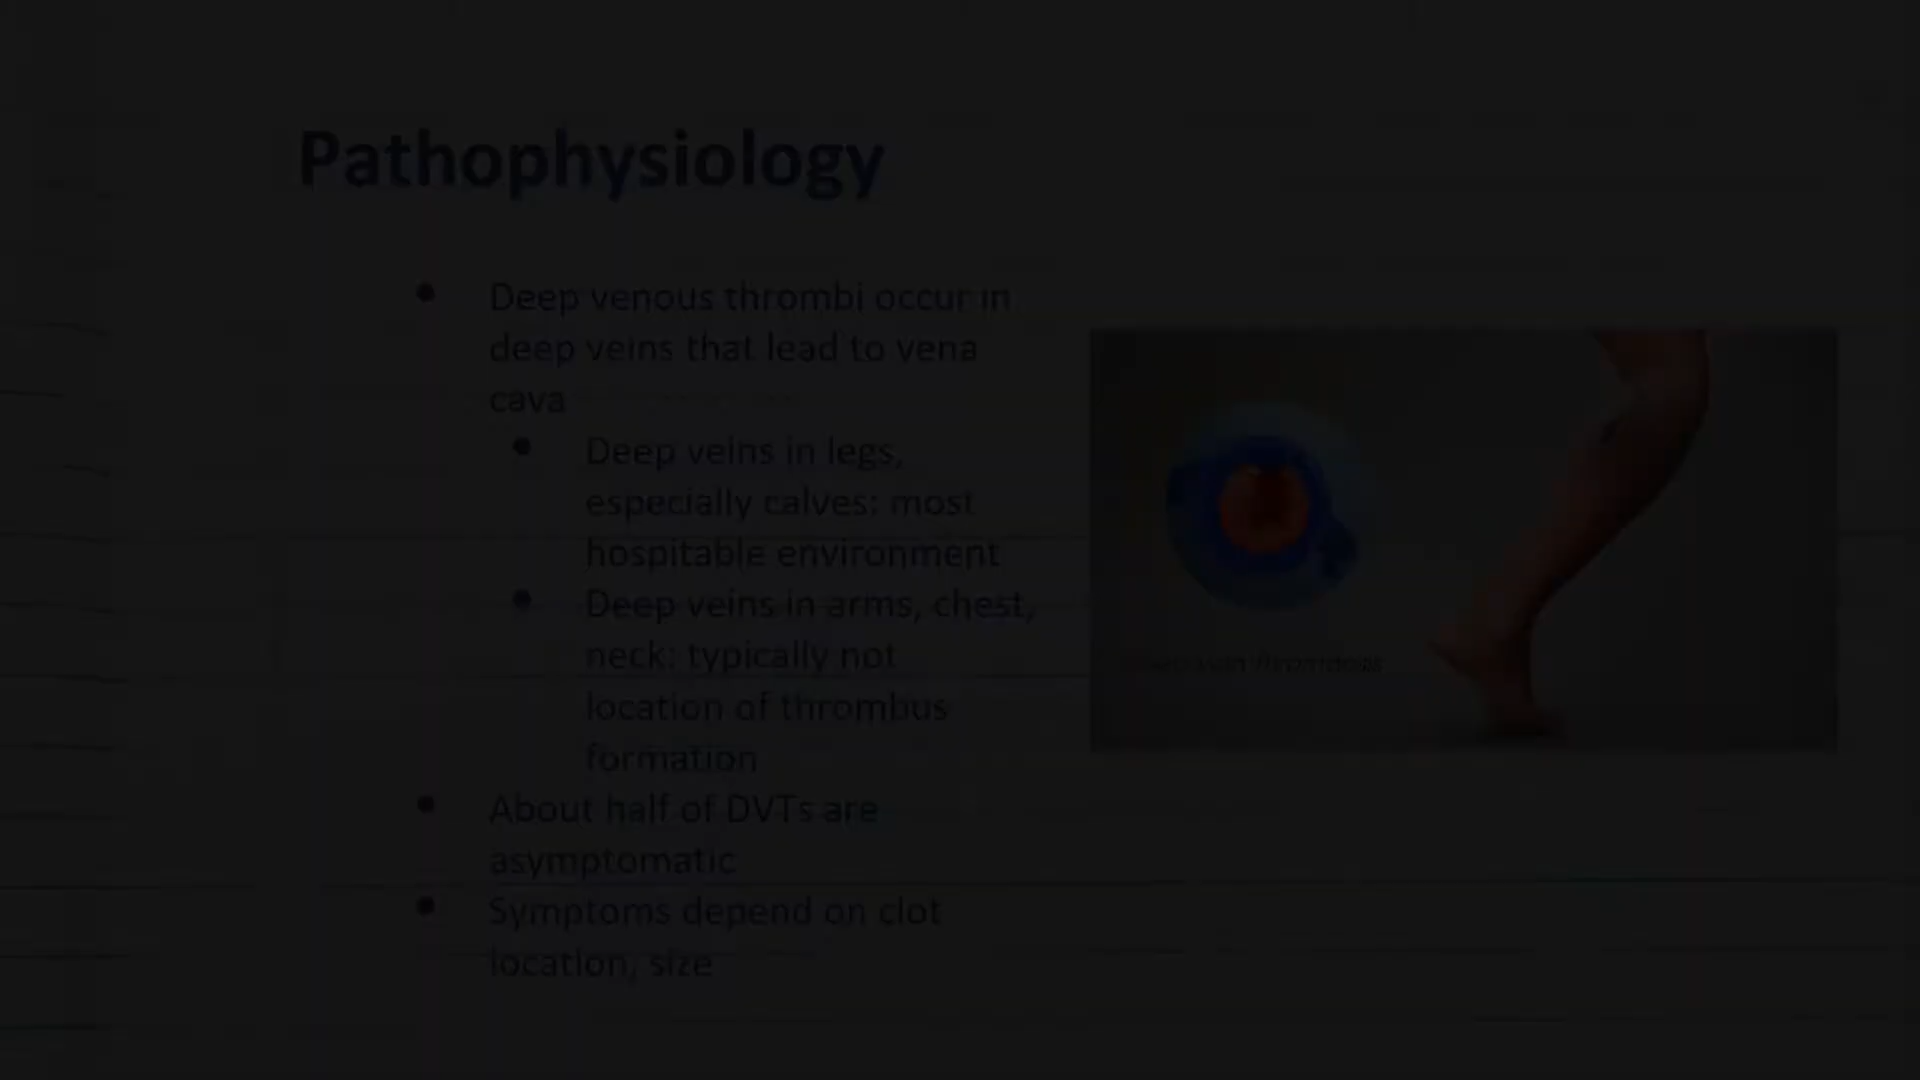 Pathophysiology
• Deep venous thrombi occur in
deep veins that lead to vena
cava
• Deep veins in legs,
especially calves: most
hospitable environment
• Deep veins in arms, chest,
neck: typically not
location of thrombus
formation
• About half of DVTs are
asymptomatic
• Symptoms depend on clot
location, size
vein thrombosis